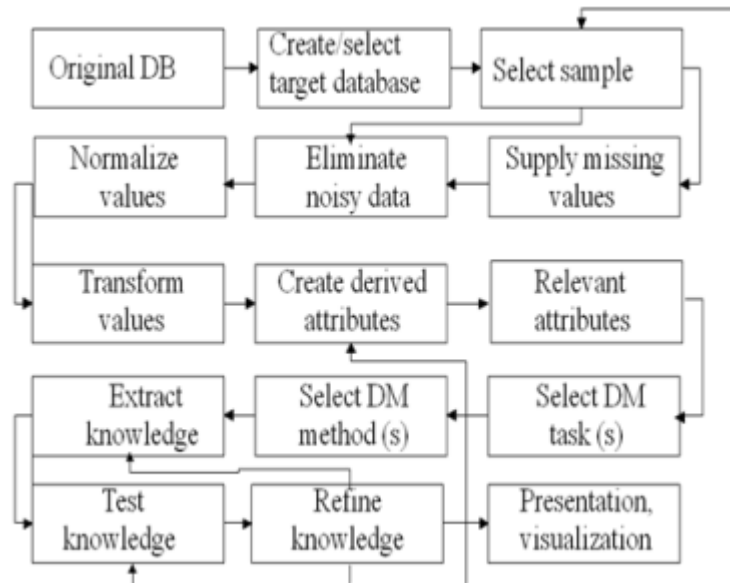 Original DB
Create/select
target database
Select sample
Normalize
values
Eliminate
noisy data
Supply missing
values
Transform
values
Create derived
attributes
Relevant
attributes
Extract
knowledge
Select DM
method (s)
Select DM
task (s)
Test
knowledge
Refine
knowledge
Presentation,
visualization